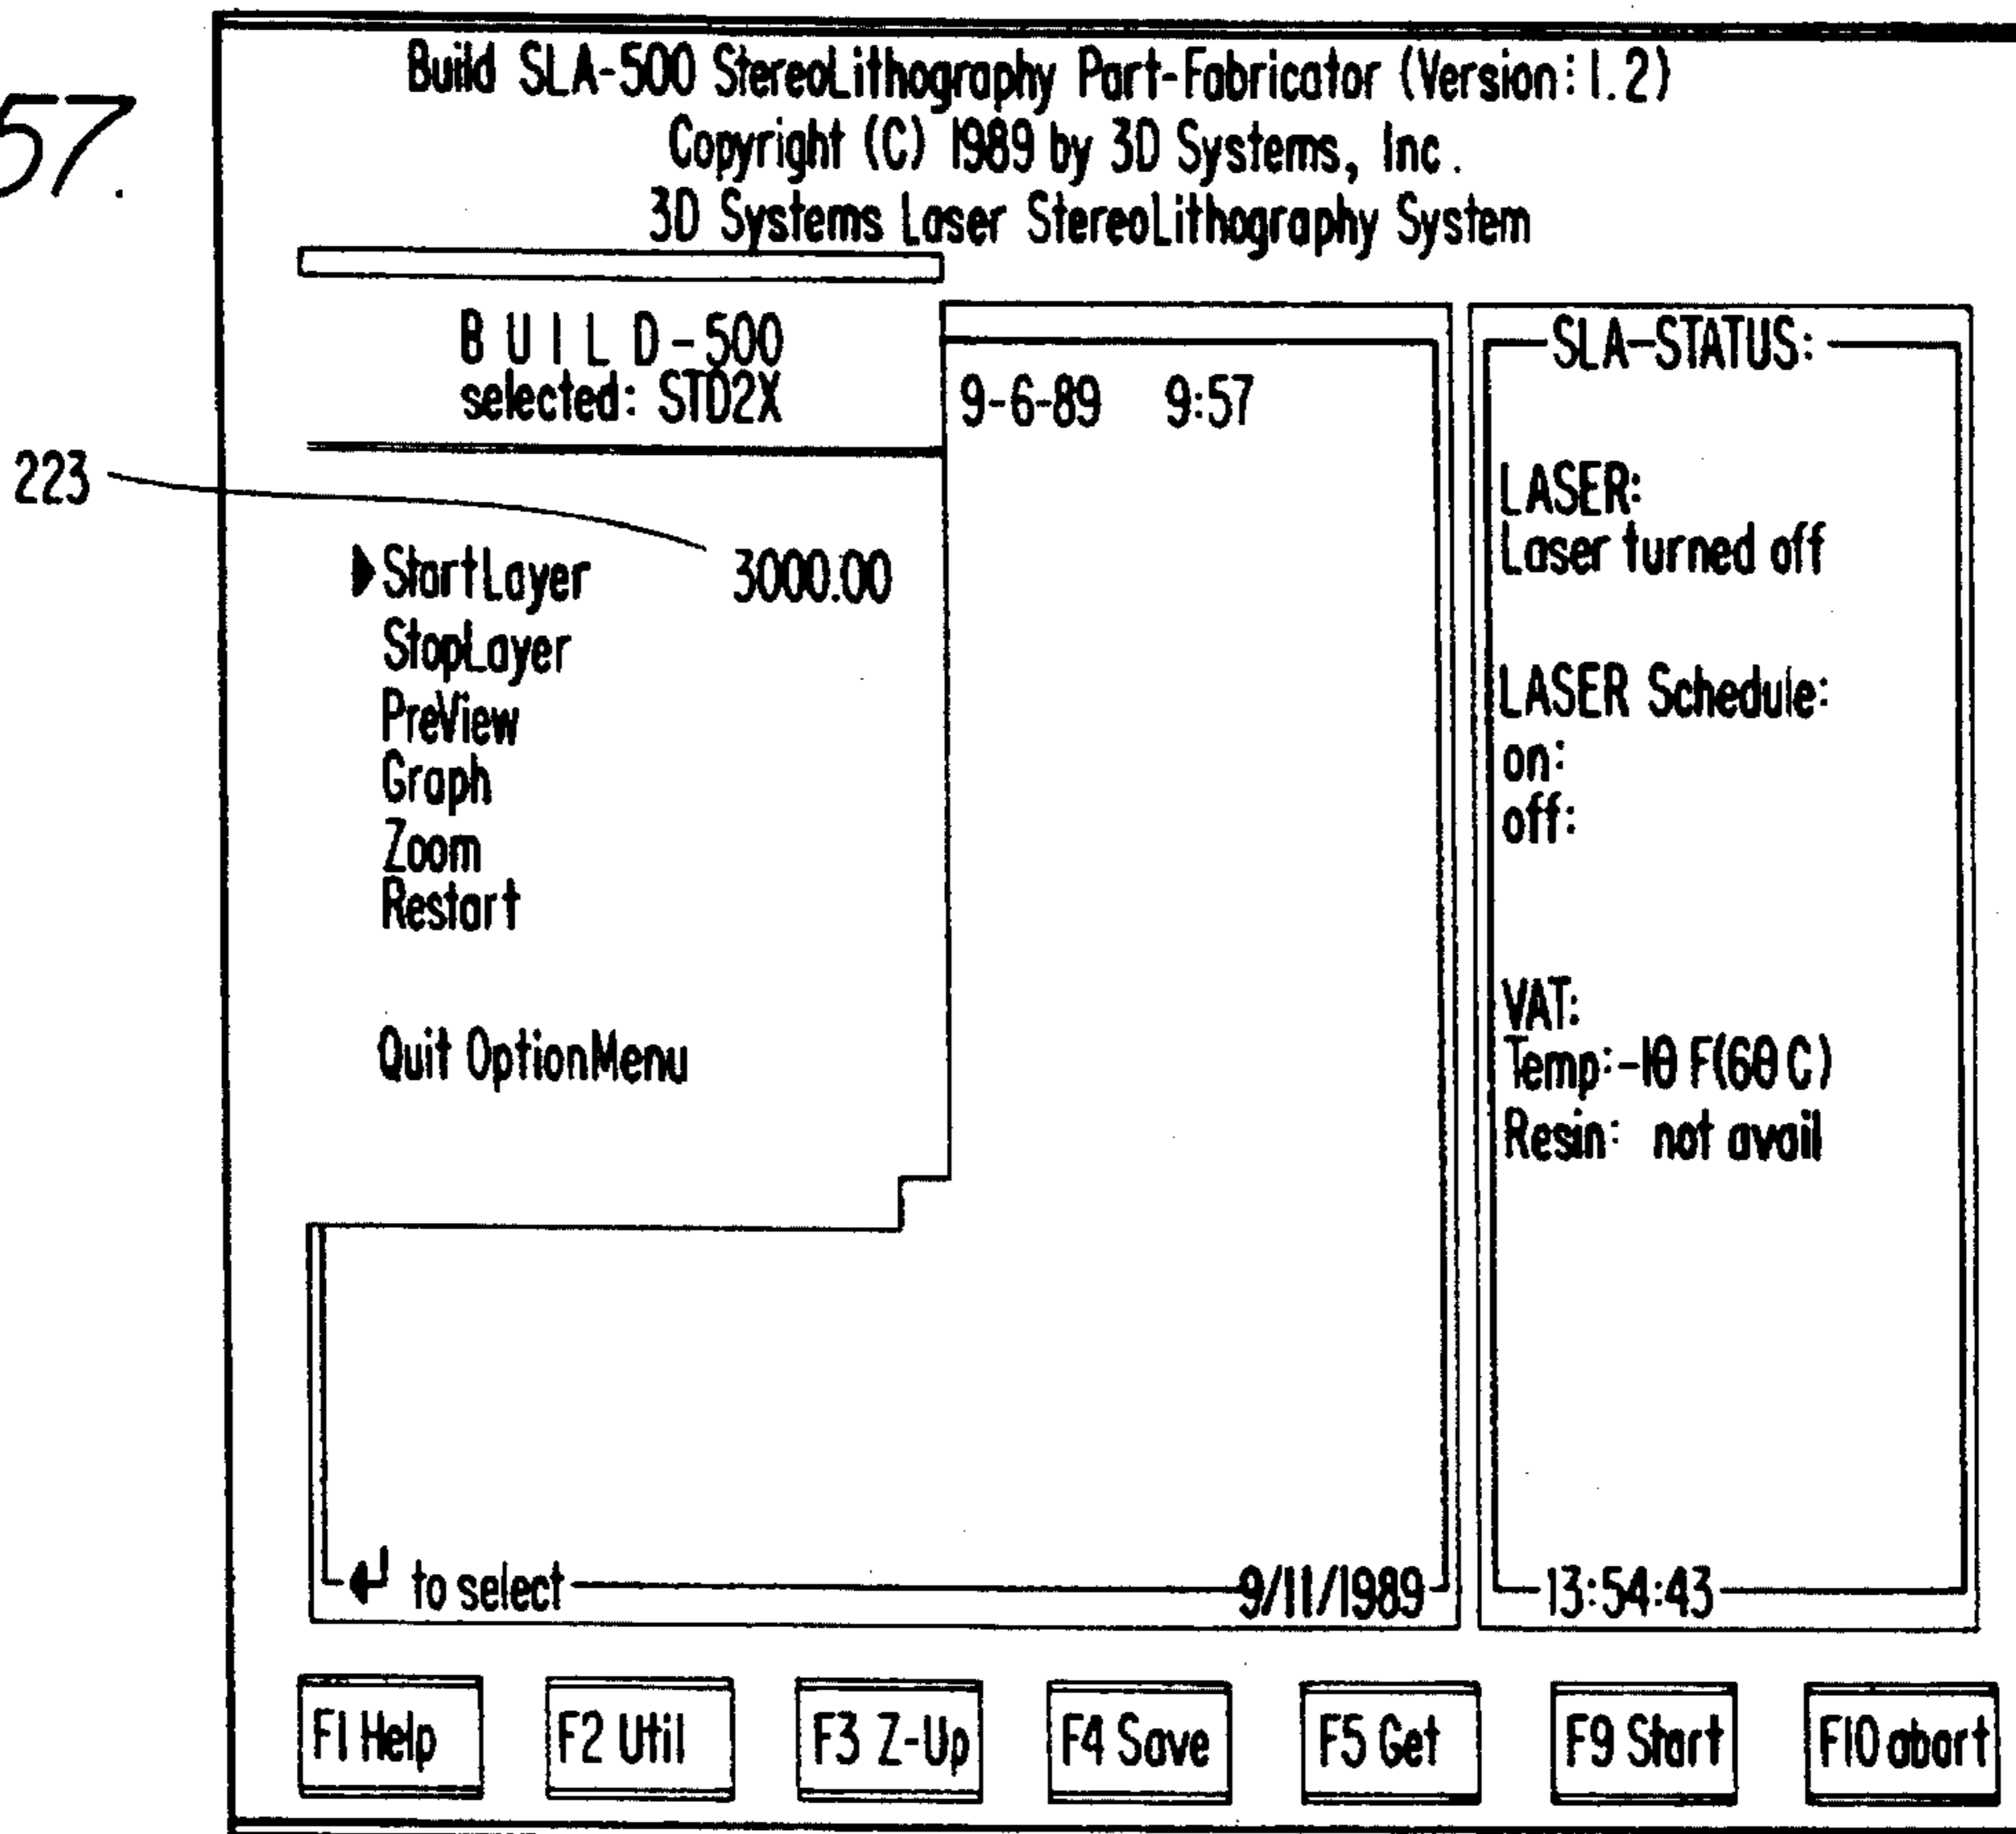 57.
Build SLA-500 StereoLithography Part-Fabricator (Version: 1.2)
Copyright (C) 1989 by 3D Systems, Inc.
3D Systems Laser StereoLithography System
B U I L D - 500
selected: STD2X
9-6-89 9:57
223
StartLayer 3000.00
StopLayer
PreView
Graph
Zoom
Restart
Quit OptionMenu
↵ to select
9/11/1989
SLA-STATUS:
LASER:
Laser turned off
LASER Schedule:
on:
off:
VAT:
Temp:-10 F(60 C)
Resin: not avail
13:54:43
F1 Help
F2 Util
F3 Z-Up
F4 Save
F5 Get
F9 Start
F10 abort